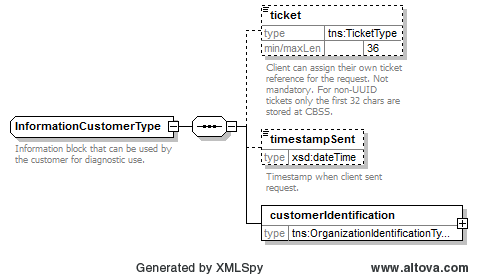 ticket
type tns:TicketType
min/maxLen 36
Client can assign their own ticket
reference for the request. Not
mandatory. For non-UUID
tickets only the first 32 chars are
stored at CBSS.
InformationCustomerType
Information block that can be used by
the customer for diagnostic use.
timestampSent
type xsd:dateTime
Timestamp when client sent
request.
customerIdentification
type tns:OrganizationIdentificationTy...
Generated by XMLSpy www.altova.com